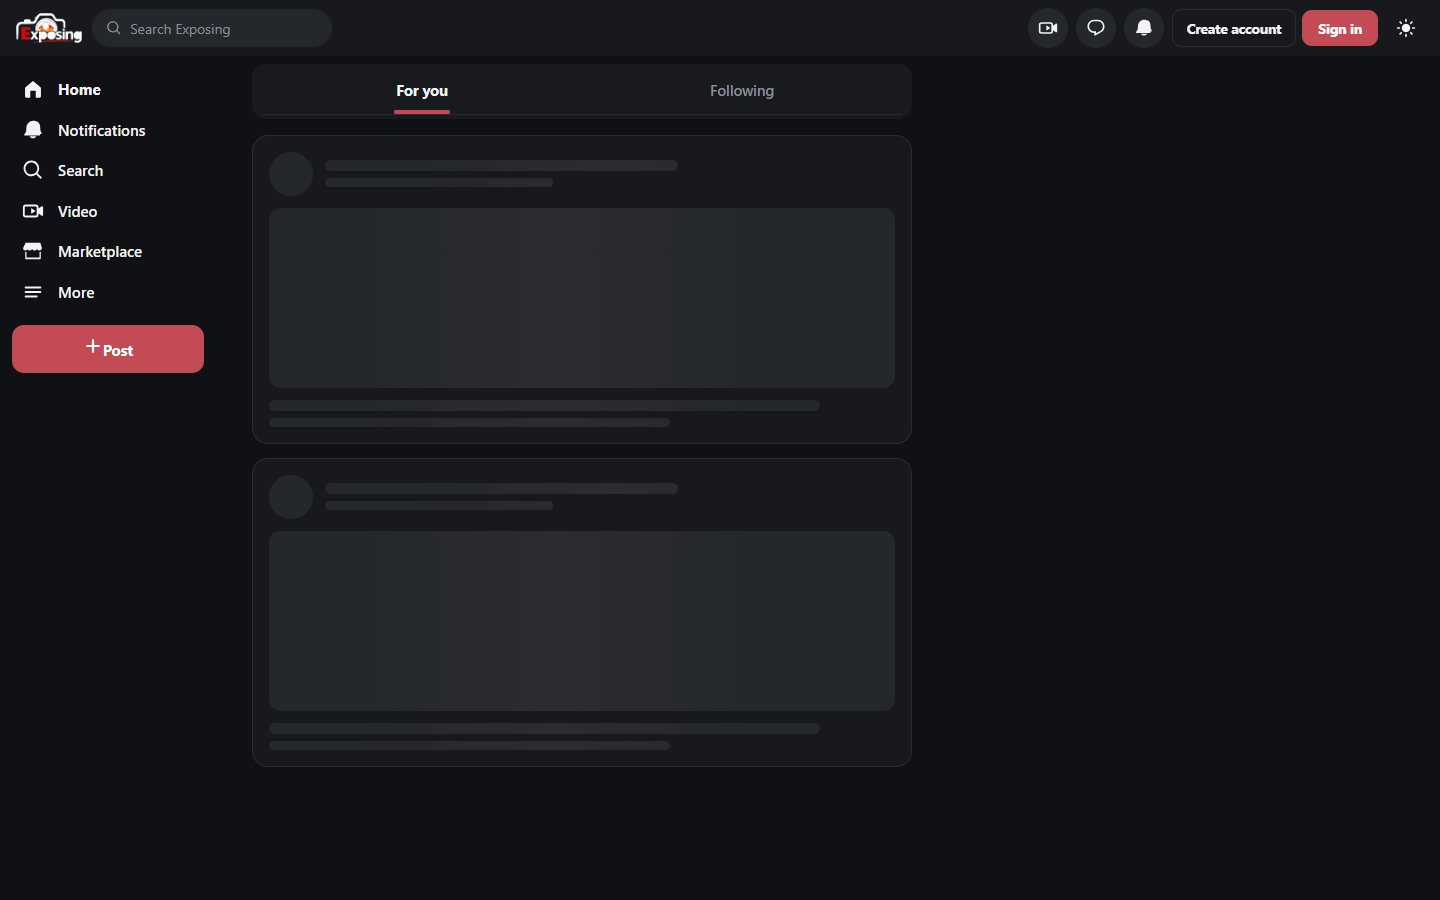 Exposing
Search Exposing
Create account
Sign in
Home
Notifications
Search
Video
Marketplace
More
Post
For you
Following